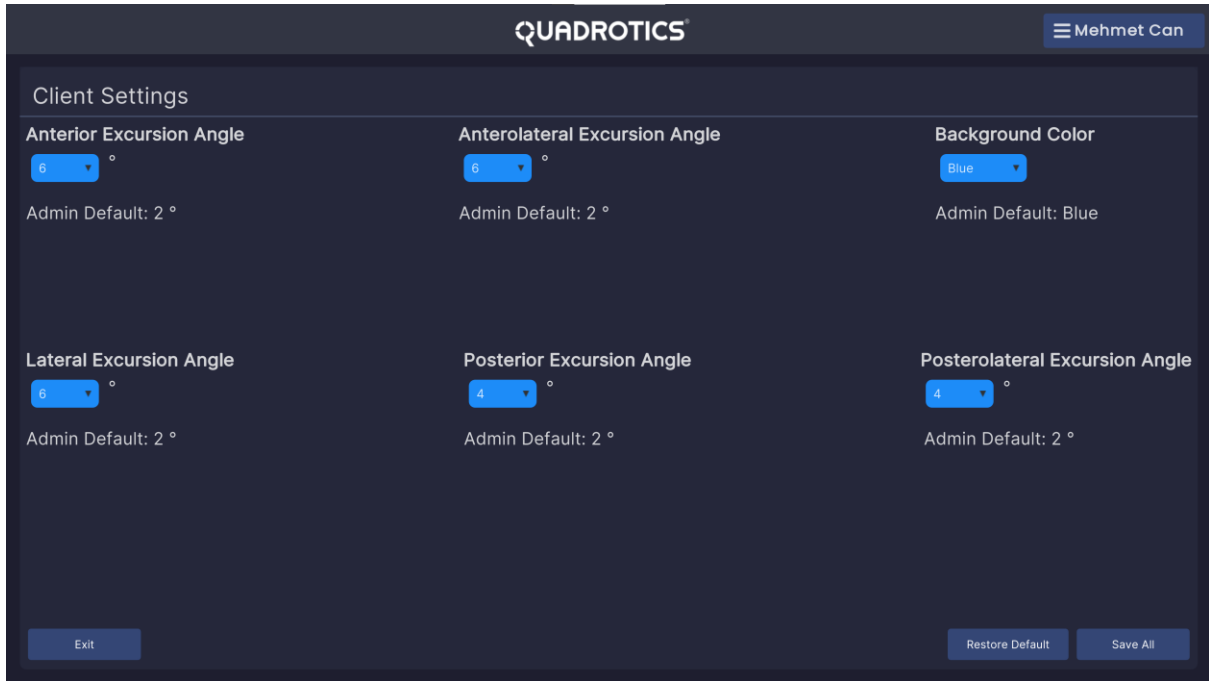 QUADROTICS
Mehmet Can
Client Settings
Anterior Excursion Angle
6 °
Admin Default: 2 °
Anterolateral Excursion Angle
6 °
Admin Default: 2 °
Background Color
Blue
Admin Default: Blue
Lateral Excursion Angle
6 °
Admin Default: 2 °
Posterior Excursion Angle
4 °
Admin Default: 2 °
Posterolateral Excursion Angle
4 °
Admin Default: 2 °
Exit
Restore Default
Save All